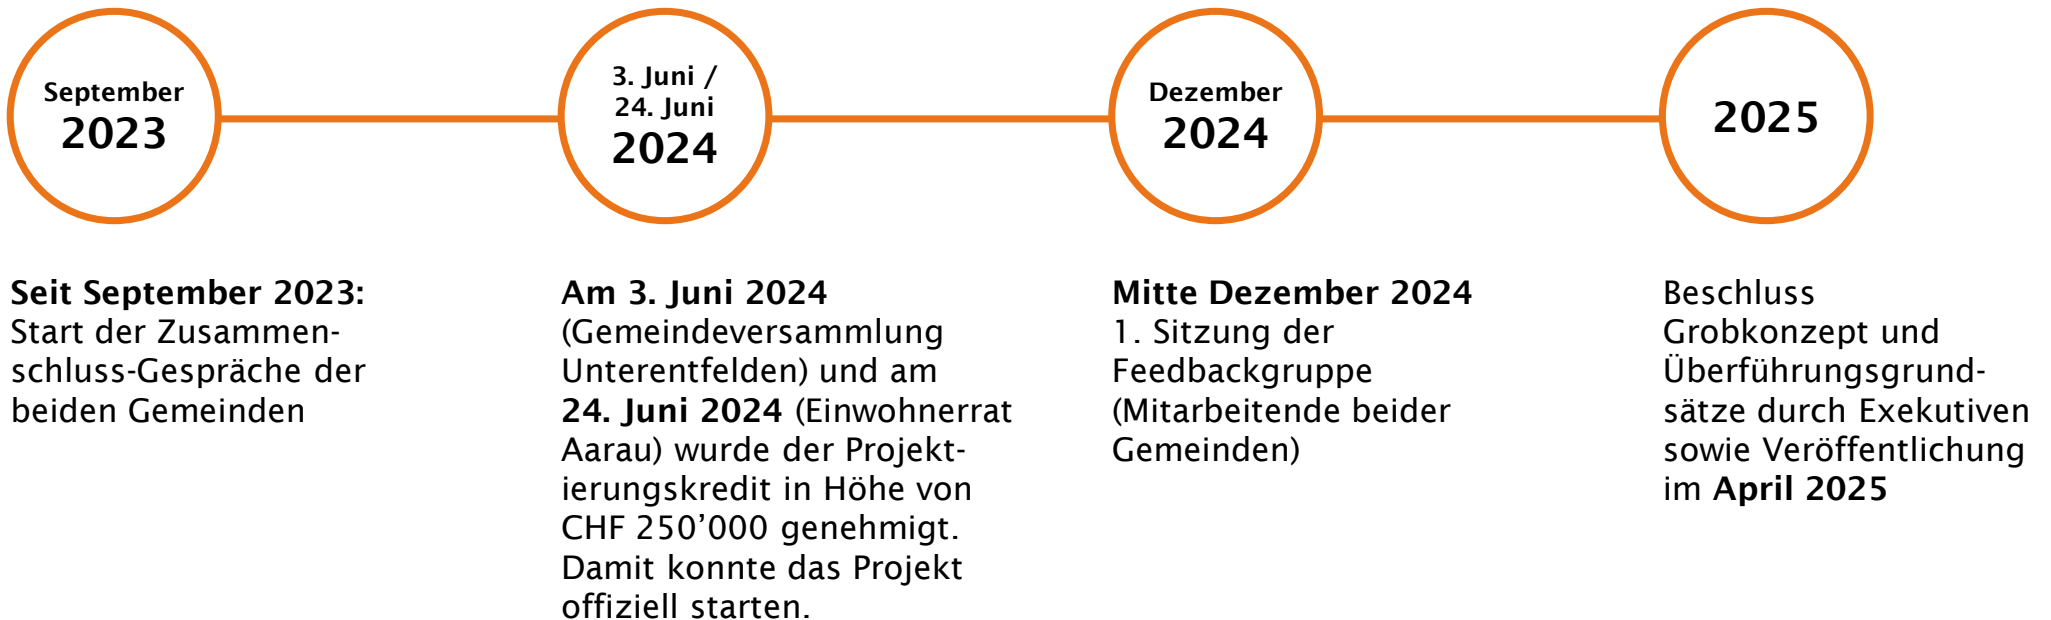 September
2023
3. Juni /
24. Juni
2024
Dezember
2024
2025
Seit September 2023:
Start der Zusammen-
schluss-Gespräche der
beiden Gemeinden
Am 3. Juni 2024
(Gemeindeversammlung
Unterentfelden) und am
24. Juni 2024 (Einwohnerrat
Aarau) wurde der Projekt-
ierungskredit in Höhe von
CHF 250’000 genehmigt.
Damit konnte das Projekt
offiziell starten.
Mitte Dezember 2024
1. Sitzung der
Feedbackgruppe
(Mitarbeitende beider
Gemeinden)
Beschluss
Grobkonzept und
Überführungsgrund-
sätze durch Exekutiven
sowie Veröffentlichung
im April 2025